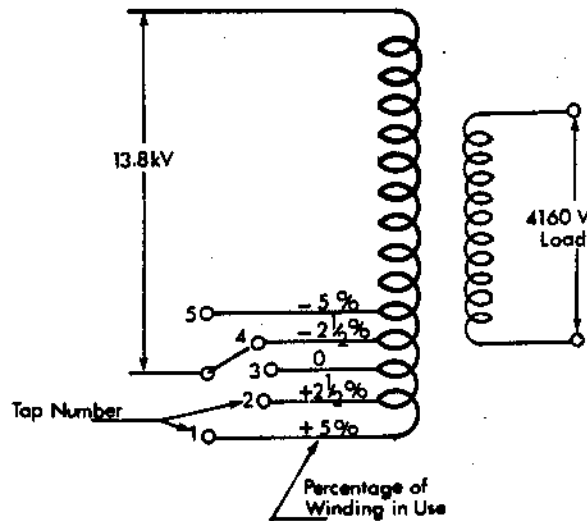 13.8kV
4160 V
Load
5
- 5%
4
- 2½%
3
0
2
+2½%
1
+ 5%
Tap Number
Percentage of
Winding in Use